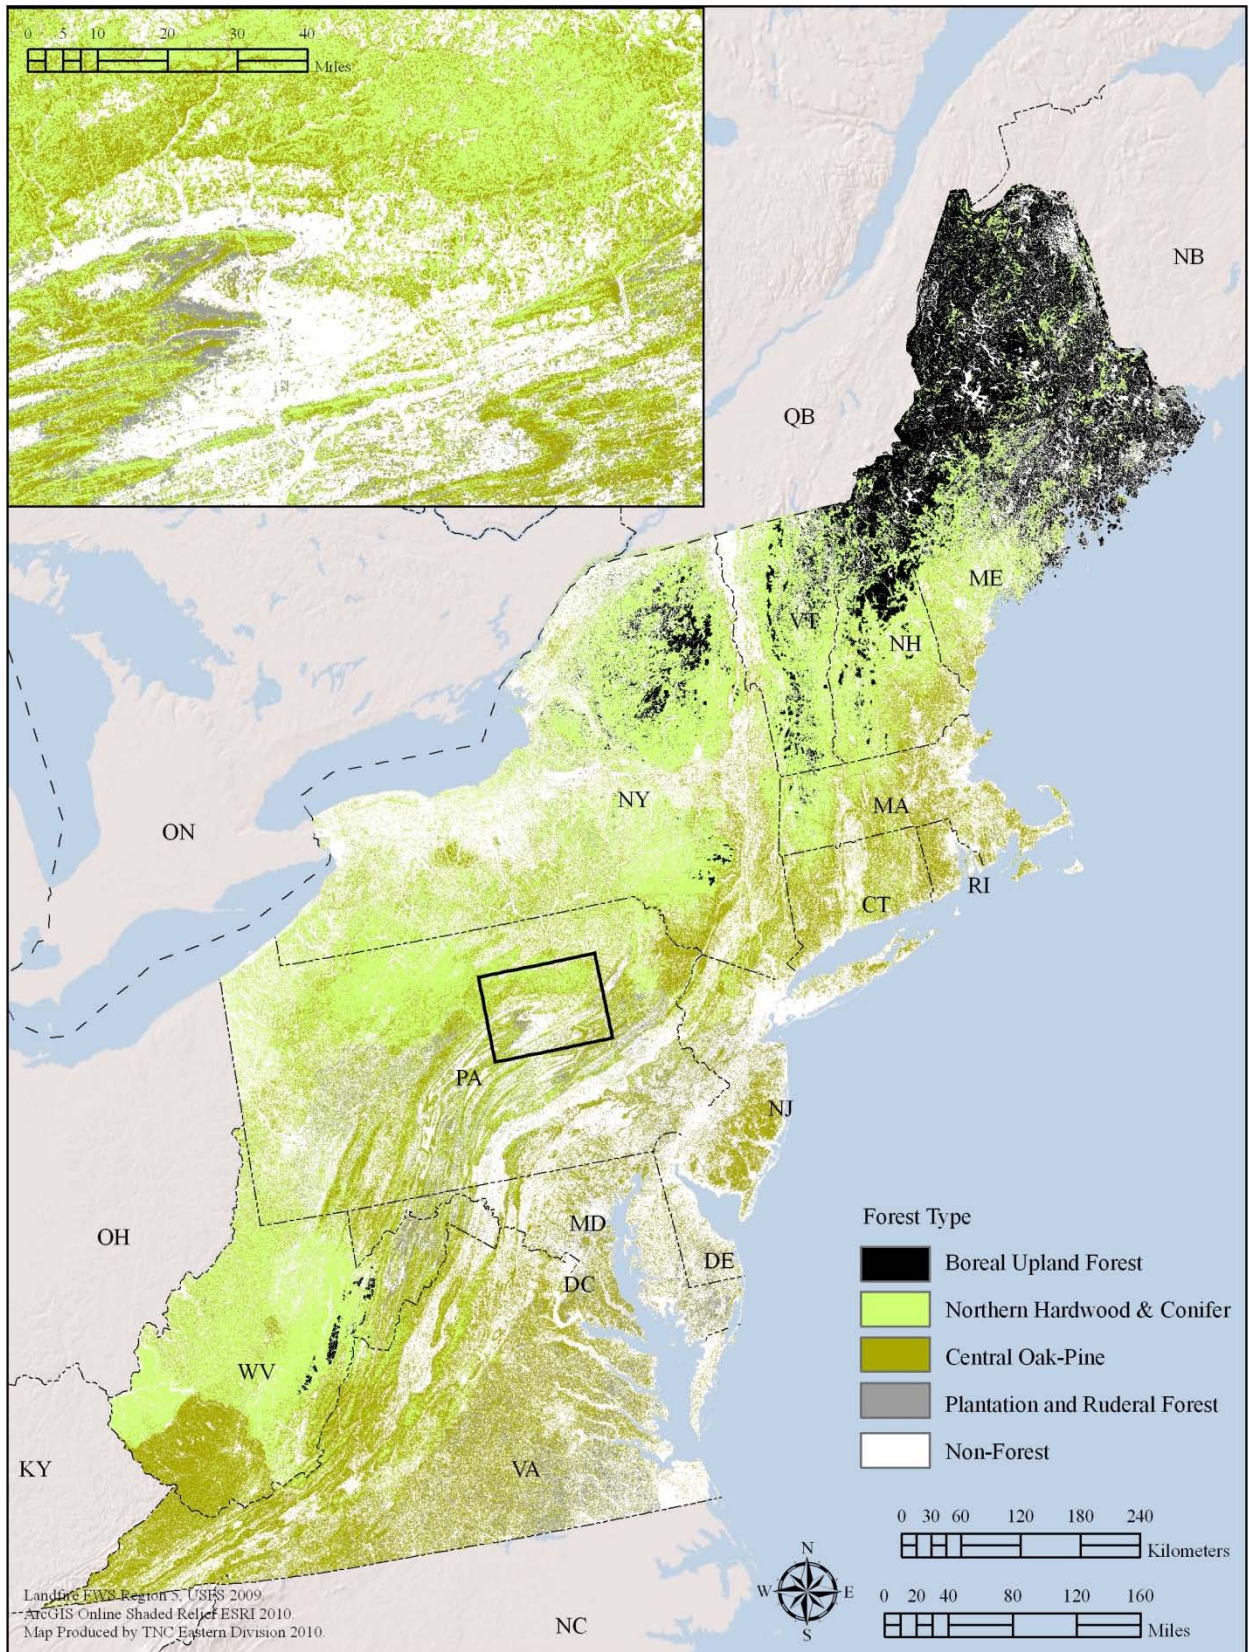 0 5 10 20 30 40
Miles
NB
QB
ME
VT
NH
NY
MA
ON
RI
CT
PA
NJ
OH
MD
DE
DC
WV
KY
VA
NC
Forest Type
Boreal Upland Forest
Northern Hardwood & Conifer
Central Oak-Pine
Plantation and Ruderal Forest
Non-Forest
0 30 60 120 180 240
Kilometers
0 20 40 80 120 160
Miles
N
W E
S
Landfire FWS Region 5, USFS 2009.
ArcGIS Online Shaded Relief ESRI 2010.
Map Produced by TNC Eastern Division 2010.